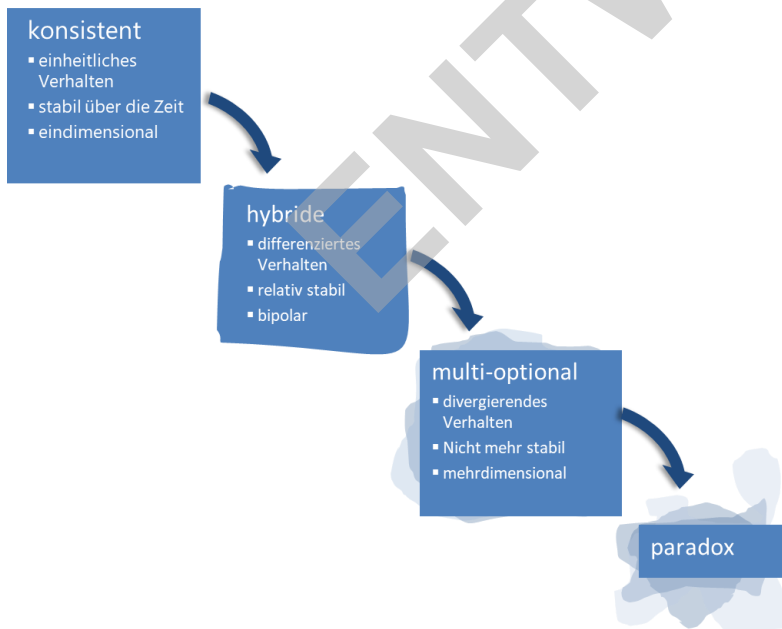 konsistent
▪ einheitliches
Verhalten
▪ stabil über die Zeit
▪ eindimensional
hybride
▪ differenziertes
Verhalten
▪ relativ stabil
▪ bipolar
multi-optional
▪ divergierendes
Verhalten
▪ Nicht mehr stabil
▪ mehrdimensional
paradox
ENTW